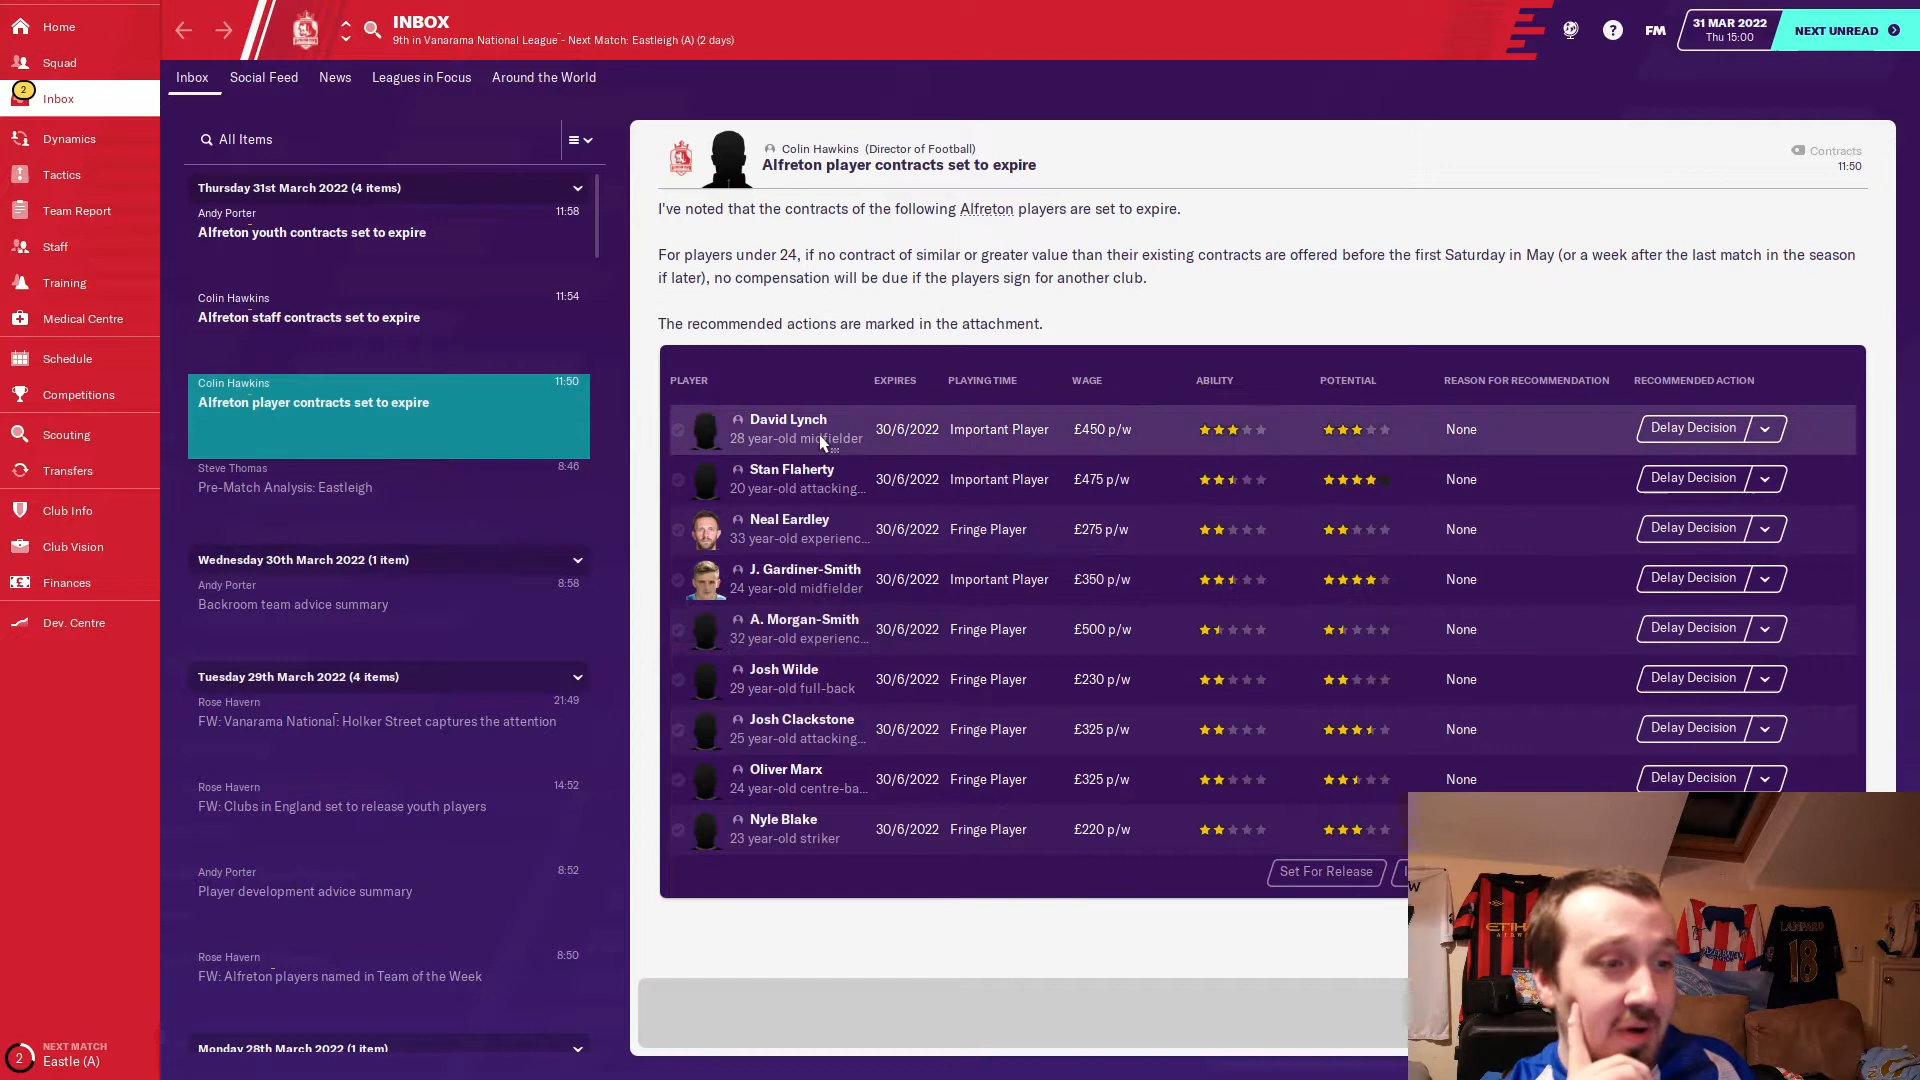 Home
Squad
2
Inbox
Dynamics
Tactics
Team Report
Staff
Training
Medical Centre
Schedule
Competitions
Scouting
Transfers
Club Info
Club Vision
Finances
Dev. Centre
2
NEXT MATCH
Eastle (A)
INBOX
9th in Vanarama National League - Next Match: Eastleigh (A) (2 days)
FM
31 MAR 2022
Thu 15:00
NEXT UNREAD
Inbox
Social Feed
News
Leagues in Focus
Around the World
All Items
Thursday 31st March 2022 (4 items)
Andy Porter 11:58
Alfreton youth contracts set to expire
Colin Hawkins 11:54
Alfreton staff contracts set to expire
Colin Hawkins 11:50
Alfreton player contracts set to expire
Steve Thomas 8:46
Pre-Match Analysis: Eastleigh
Wednesday 30th March 2022 (1 item)
Andy Porter 8:58
Backroom team advice summary
Tuesday 29th March 2022 (4 items)
Rose Havern 21:49
FW: Vanarama National: Holker Street captures the attention
Rose Havern 14:52
FW: Clubs in England set to release youth players
Andy Porter 8:52
Player development advice summary
Rose Havern 8:50
FW: Alfreton players named in Team of the Week
Monday 28th March 2022 (1 item)
Colin Hawkins (Director of Football)
Alfreton player contracts set to expire
Contracts
11:50
I've noted that the contracts of the following Alfreton players are set to expire.
For players under 24, if no contract of similar or greater value than their existing contracts are offered before the first Saturday in May (or a week after the last match in the season
if later), no compensation will be due if the players sign for another club.
The recommended actions are marked in the attachment.
PLAYER EXPIRES PLAYING TIME WAGE ABILITY POTENTIAL REASON FOR RECOMMENDATION RECOMMENDED ACTION
David Lynch
28 year-old midfielder 30/6/2022 Important Player £450 p/w None Delay Decision
Stan Flaherty
20 year-old attacking... 30/6/2022 Important Player £475 p/w None Delay Decision
Neal Eardley
33 year-old experienc... 30/6/2022 Fringe Player £275 p/w None Delay Decision
J. Gardiner-Smith
24 year-old midfielder 30/6/2022 Important Player £350 p/w None Delay Decision
A. Morgan-Smith
32 year-old experienc... 30/6/2022 Fringe Player £500 p/w None Delay Decision
Josh Wilde
29 year-old full-back 30/6/2022 Fringe Player £230 p/w None Delay Decision
Josh Clackstone
25 year-old attacking... 30/6/2022 Fringe Player £325 p/w None Delay Decision
Oliver Marx
24 year-old centre-ba... 30/6/2022 Fringe Player £325 p/w None Delay Decision
Nyle Blake
23 year-old striker 30/6/2022 Fringe Player £220 p/w
Set For Release
LAMPARD
18